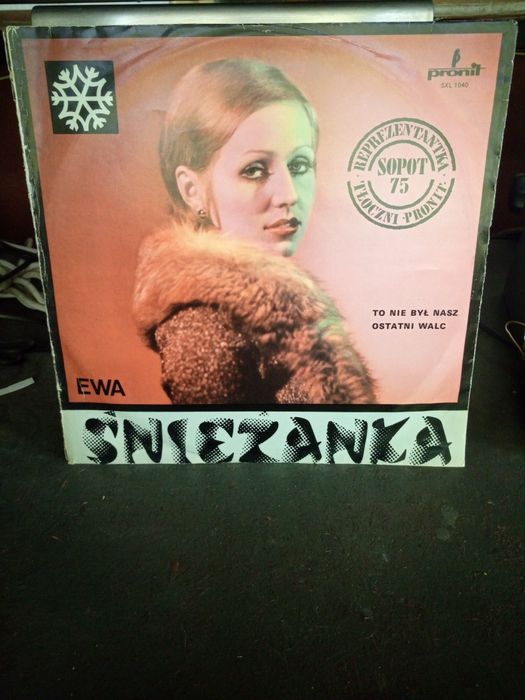 pronit
SXL 1040
REPREZENTANTKA
SOPOT
75
TŁOCZNI • PRONIT
TO NIE BYŁ NASZ
OSTATNI WALC
EWA
ŚNIEŻANKA